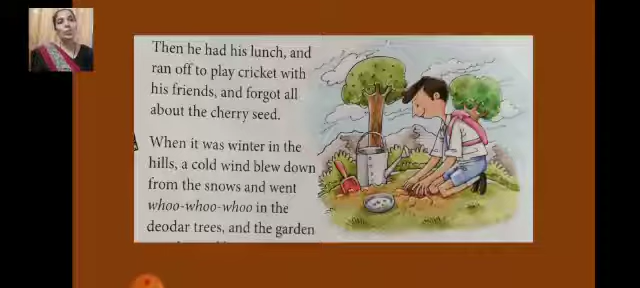 Then he had his lunch, and
ran off to play cricket with
his friends, and forgot all
about the cherry seed.
When it was winter in the
hills, a cold wind blew down
from the snows and went
whoo-whoo-whoo in the
deodar trees, and the garden